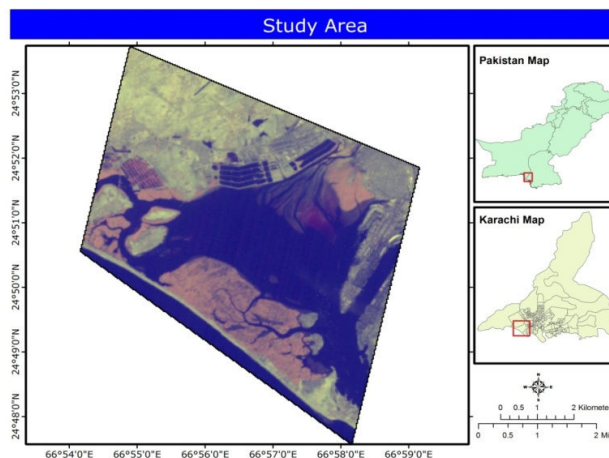 Study Area
24°53'0"N
24°52'0"N
24°51'0"N
24°50'0"N
24°49'0"N
24°48'0"N
66°54'0"E
66°55'0"E
66°56'0"E
66°57'0"E
66°58'0"E
66°59'0"E
Pakistan Map
Karachi Map
N
W
E
S
0 0.5 1 2 Kilomete
0 0.5 1 2 Mi